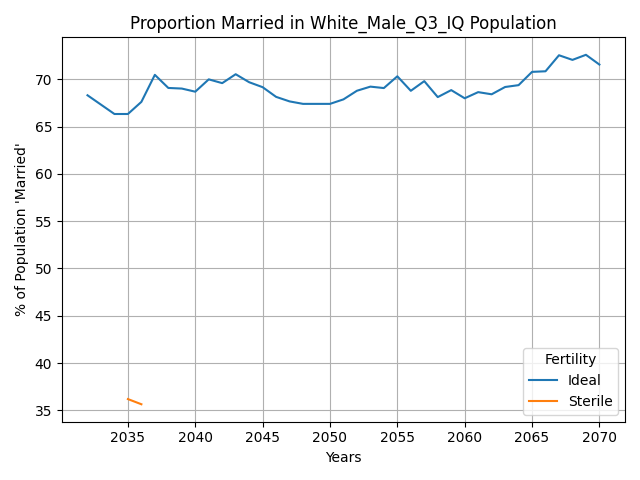 Proportion Married in White_Male_Q3_IQ Population
% of Population 'Married'
70
65
60
55
50
45
40
35
2035 2040 2045 2050 2055 2060 2065 2070
Years
Fertility
Ideal
Sterile